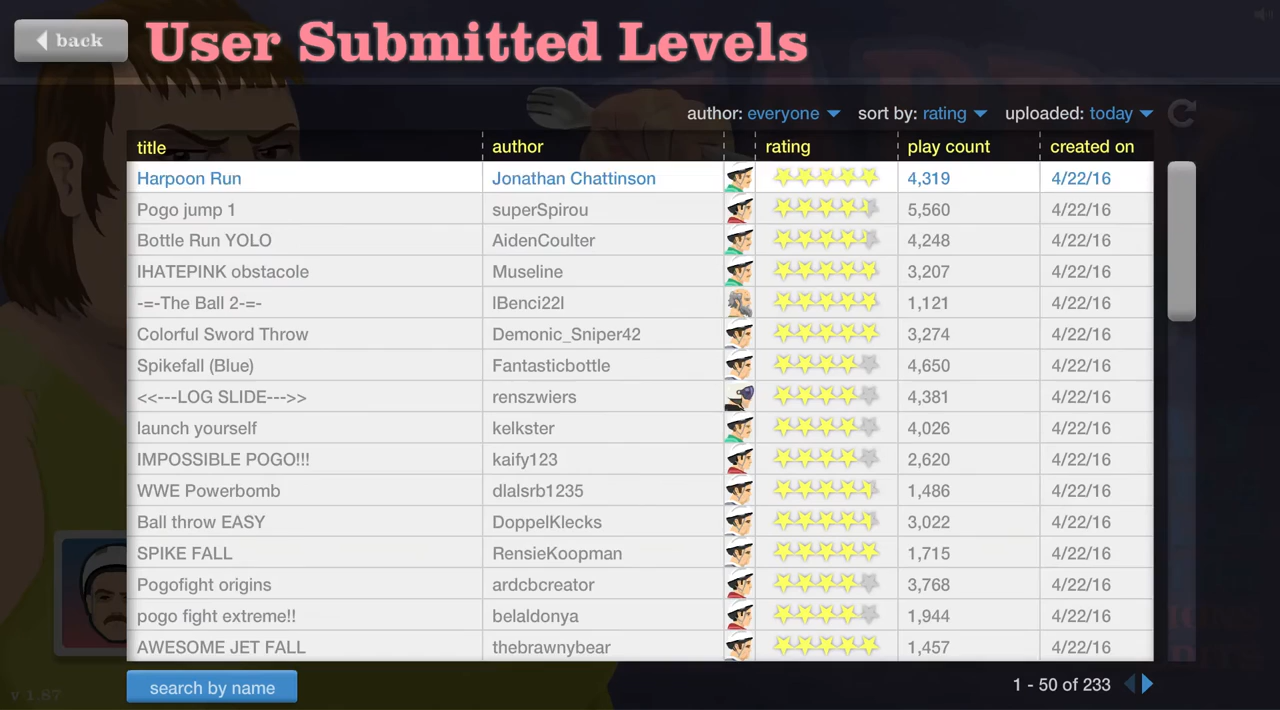 back
User Submitted Levels
author: everyone sort by: rating uploaded: today
title author rating play count created on
Harpoon Run Jonathan Chattinson 4,319 4/22/16
Pogo jump 1 superSpirou 5,560 4/22/16
Bottle Run YOLO AidenCoulter 4,248 4/22/16
IHATEPINK obstacole Museline 3,207 4/22/16
-=-The Ball 2-=- IBenci22I 1,121 4/22/16
Colorful Sword Throw Demonic_Sniper42 3,274 4/22/16
Spikefall (Blue) Fantasticbottle 4,650 4/22/16
<<---LOG SLIDE--->> renszwiers 4,381 4/22/16
launch yourself kelkster 4,026 4/22/16
IMPOSSIBLE POGO!!! kaify123 2,620 4/22/16
WWE Powerbomb dlalsrb1235 1,486 4/22/16
Ball throw EASY DoppelKlecks 3,022 4/22/16
SPIKE FALL RensieKoopman 1,715 4/22/16
Pogofight origins ardcbcreator 3,768 4/22/16
pogo fight extreme!! belaldonya 1,944 4/22/16
AWESOME JET FALL thebrawnybear 1,457 4/22/16
search by name 1 - 50 of 233
v 1.87